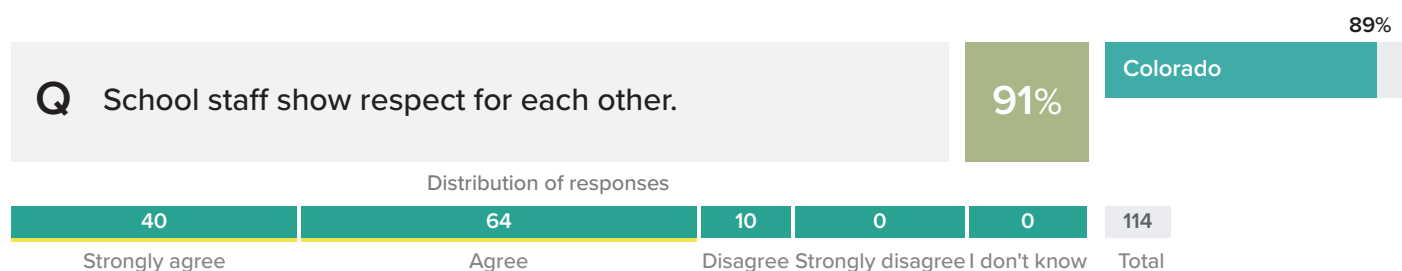 89%
Q School staff show respect for each other.
91%
Colorado
Distribution of responses
40 64 10 0 0 114
Strongly agree Agree Disagree Strongly disagree I don't know Total